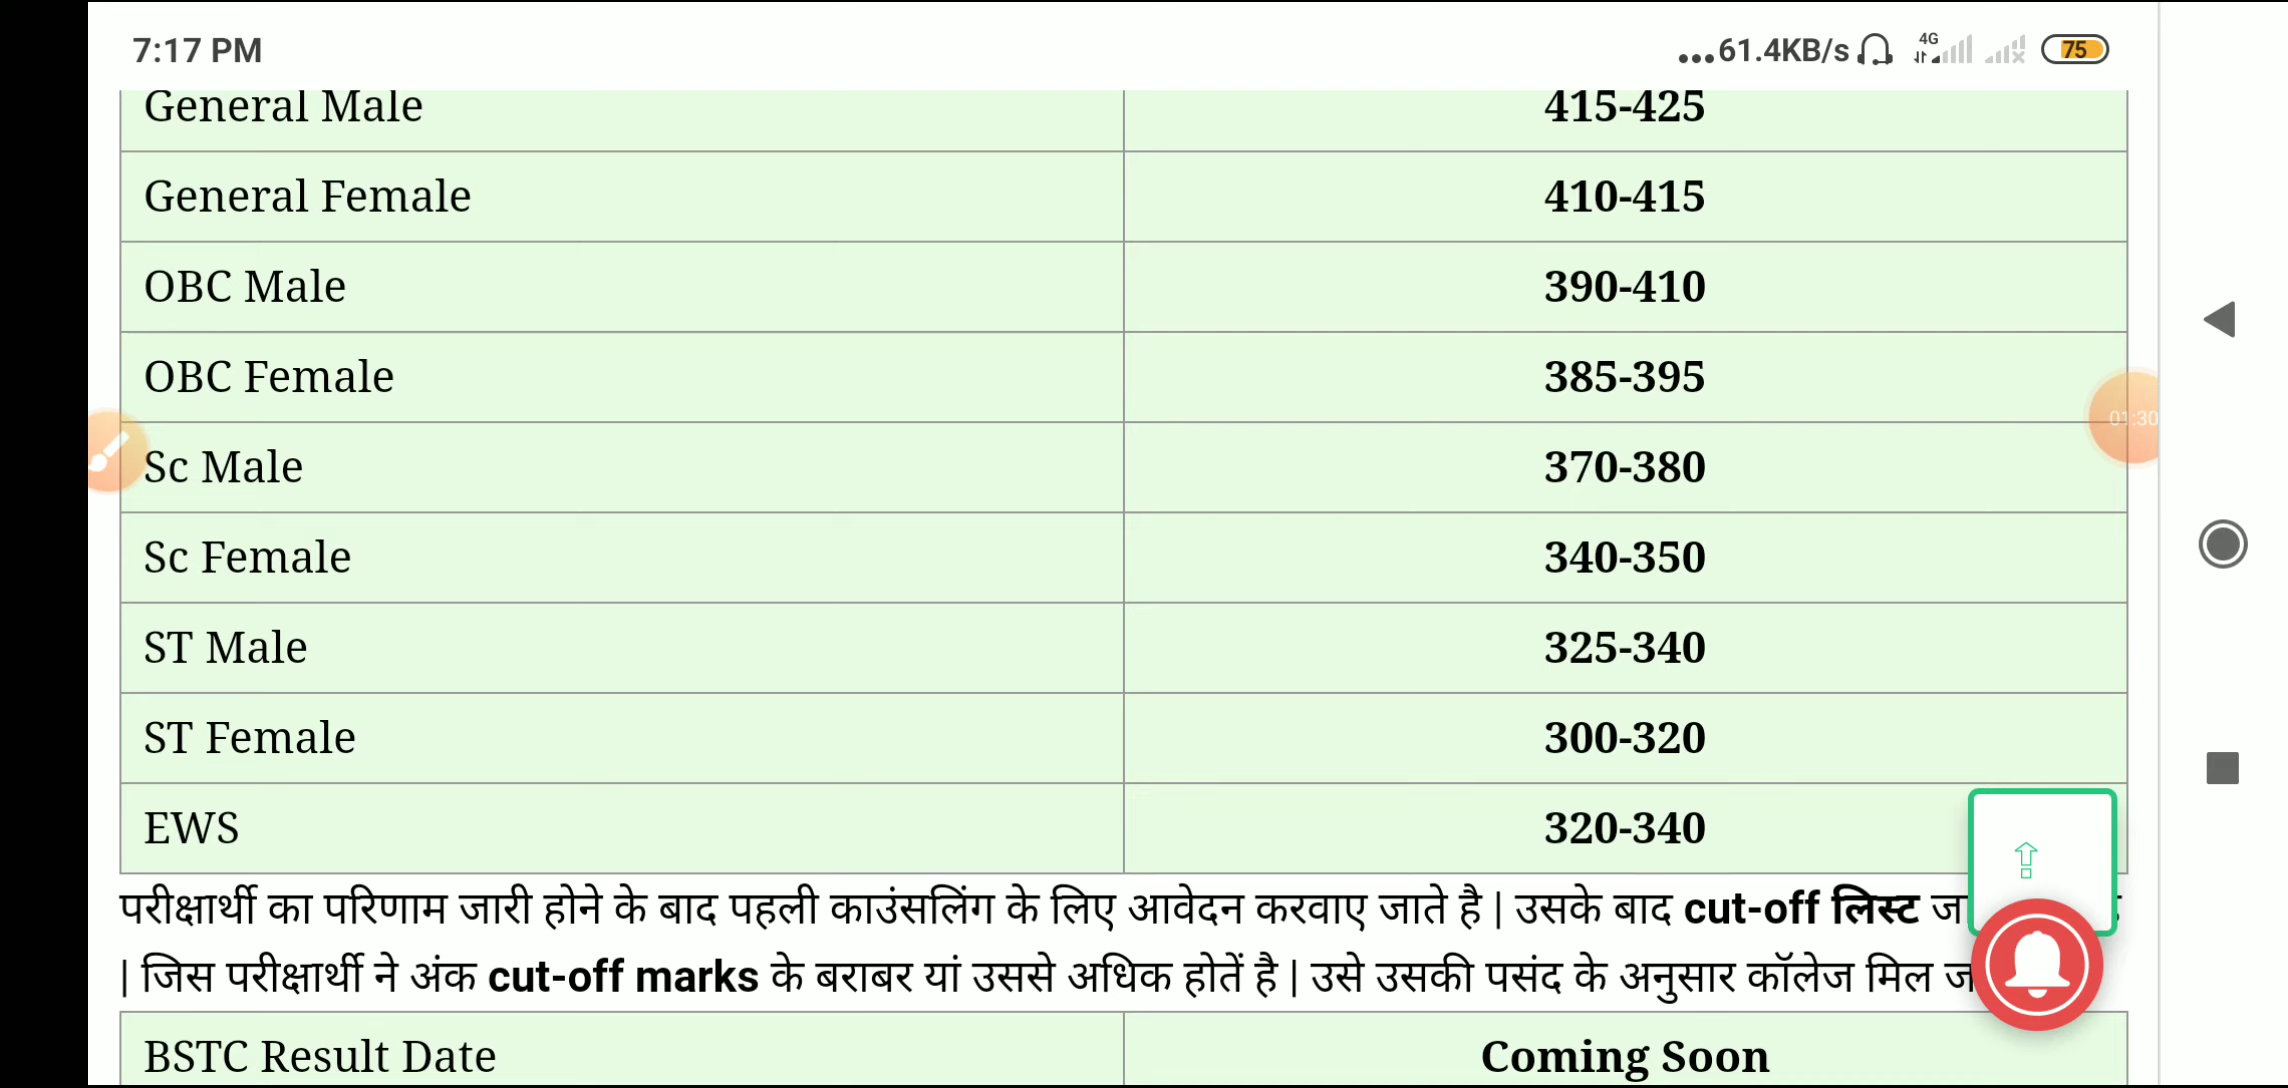 7:17 PM ...61.4KB/s 4G 75
General Male 415-425
General Female 410-415
OBC Male 390-410
OBC Female 385-395
01:30
Sc Male 370-380
Sc Female 340-350
ST Male 325-340
ST Female 300-320
EWS 320-340
परीक्षार्थी का परिणाम जारी होने के बाद पहली काउंसलिंग के लिए आवेदन करवाए जाते है | उसके बाद cut-off लिस्ट
| जिस परीक्षार्थी ने अंक cut-off marks के बराबर यां उससे अधिक होतें है | उसे उसकी पसंद के अनुसार कॉलेज मिल
BSTC Result Date Coming Soon